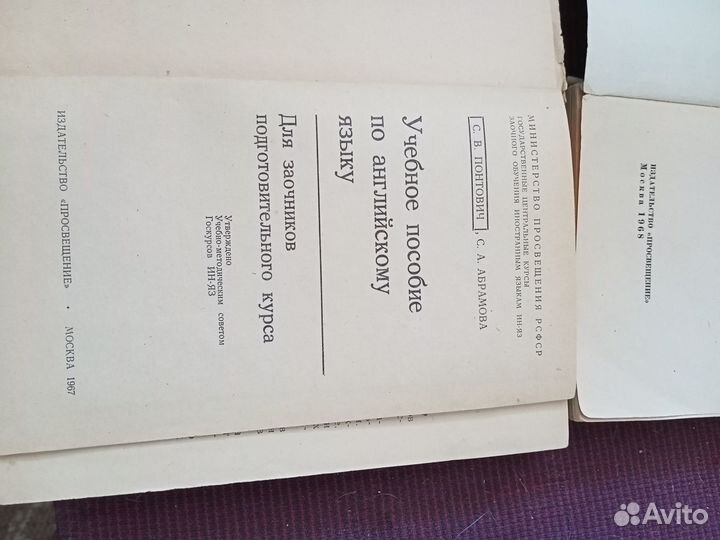 МИНИСТЕРСТВО ПРОСВЕЩЕНИЯ РСФСР
ГОСУДАРСТВЕННЫЕ ЦЕНТРАЛЬНЫЕ КУРСЫ
ЗАОЧНОГО ОБУЧЕНИЯ ИНОСТРАННЫМ ЯЗЫКАМ ИН-ЯЗ
С. В. ПОНТОВИЧ, С. А. АБРАМОВА
Учебное пособие
по английскому
языку
Для заочников
подготовительного курса
Утверждено
Учебно-методическим советом
Госкурсов ИН-ЯЗ
ИЗДАТЕЛЬСТВО «ПРОСВЕЩЕНИЕ» · МОСКВА 1967
ИЗДАТЕЛЬСТВО «ПРОСВЕЩЕНИЕ»
Москва 1968
Avito